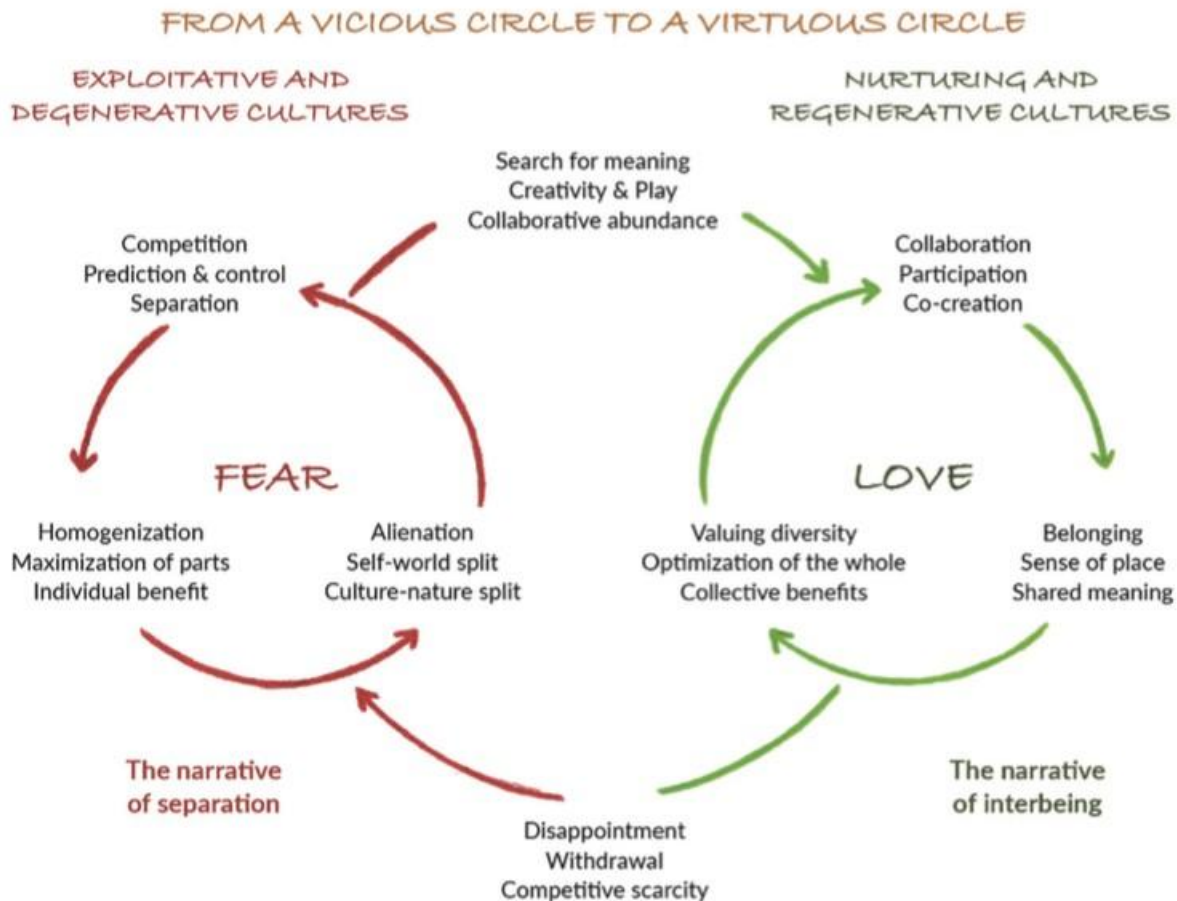 FROM A VICIOUS CIRCLE TO A VIRTUOUS CIRCLE
EXPLOITATIVE AND
DEGENERATIVE CULTURES
NURTURING AND
REGENERATIVE CULTURES
Search for meaning
Creativity & Play
Collaborative abundance
Competition
Prediction & control
Separation
Collaboration
Participation
Co-creation
FEAR
LOVE
Homogenization
Maximization of parts
Individual benefit
Alienation
Self-world split
Culture-nature split
Valuing diversity
Optimization of the whole
Collective benefits
Belonging
Sense of place
Shared meaning
The narrative
of separation
The narrative
of interbeing
Disappointment
Withdrawal
Competitive scarcity